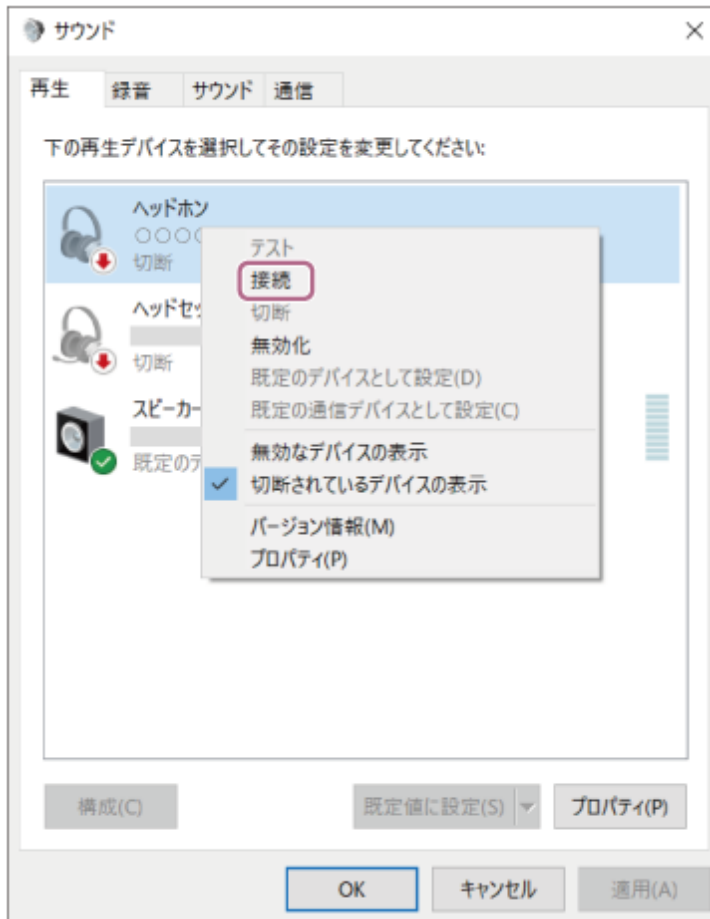 サウンド
再生
録音
サウンド
通信
下の再生デバイスを選択してその設定を変更してください:
ヘッドホン
○○○
切断
ヘッドセッ
切断
スピーカー
既定のデ
テスト
接続
切断
無効化
既定のデバイスとして設定(D)
既定の通信デバイスとして設定(C)
無効なデバイスの表示
切断されているデバイスの表示
バージョン情報(M)
プロパティ(P)
構成(C)
既定値に設定(S)
プロパティ(P)
OK
キャンセル
適用(A)